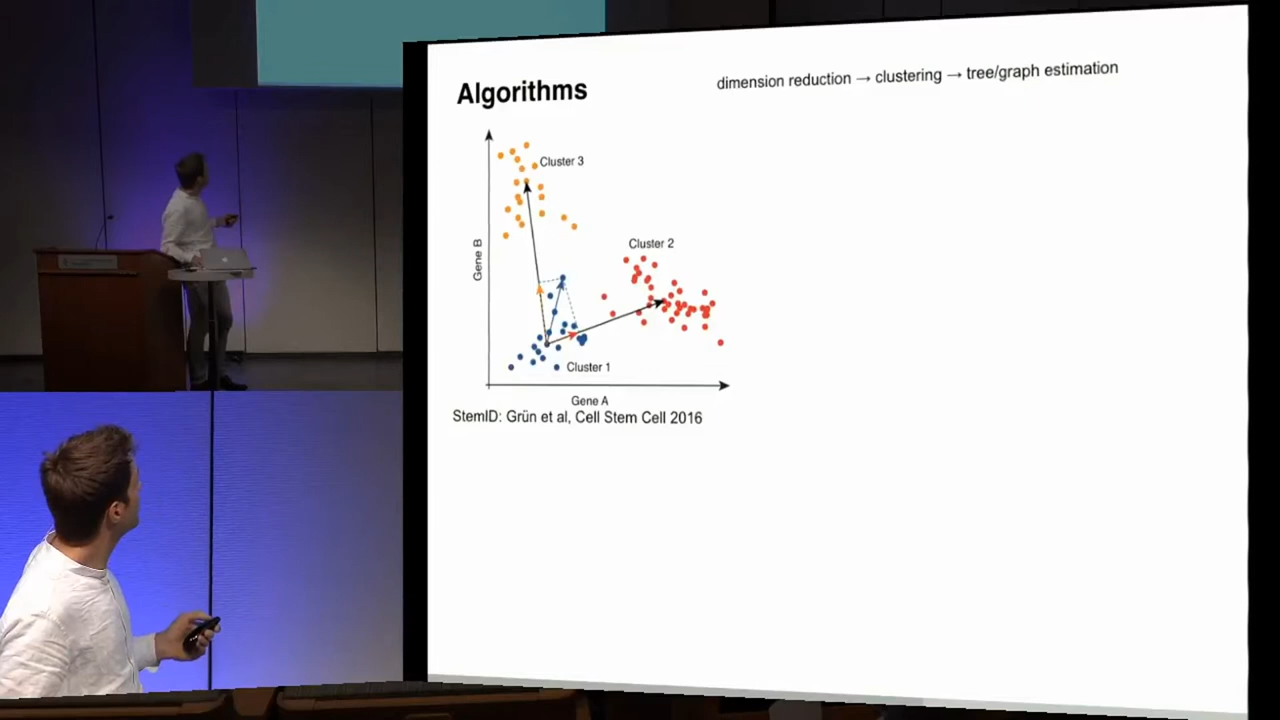 Algorithms
dimension reduction → clustering → tree/graph estimation
Cluster 3
Cluster 2
Gene B
Cluster 1
Gene A
StemID: Grün et al, Cell Stem Cell 2016